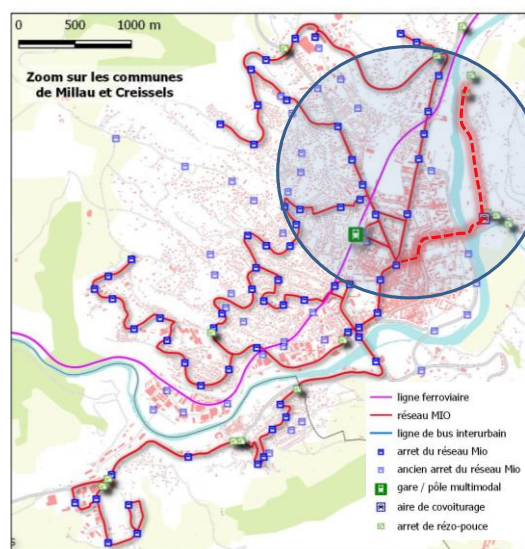 0 500 1000 m
Zoom sur les communes
de Millau et Creissels
ligne ferroviaire
réseau MIO
ligne de bus interurbain
arret du réseau Mio
ancien arret du réseau Mio
gare / pôle multimodal
aire de covoiturage
arret de rézo-pouce